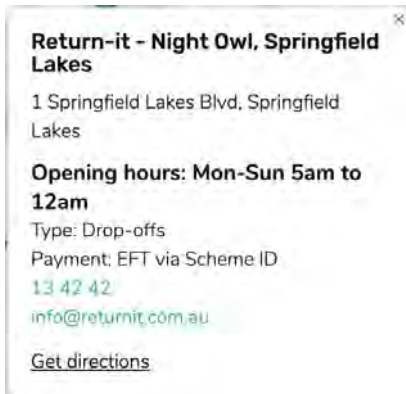 Return-it - Night Owl, Springfield
Lakes
1 Springfield Lakes Blvd, Springfield
Lakes
Opening hours: Mon-Sun 5am to
12am
Type: Drop-offs
Payment: EFT via Scheme ID
13 42 42
info@returnit.com.au
Get directions